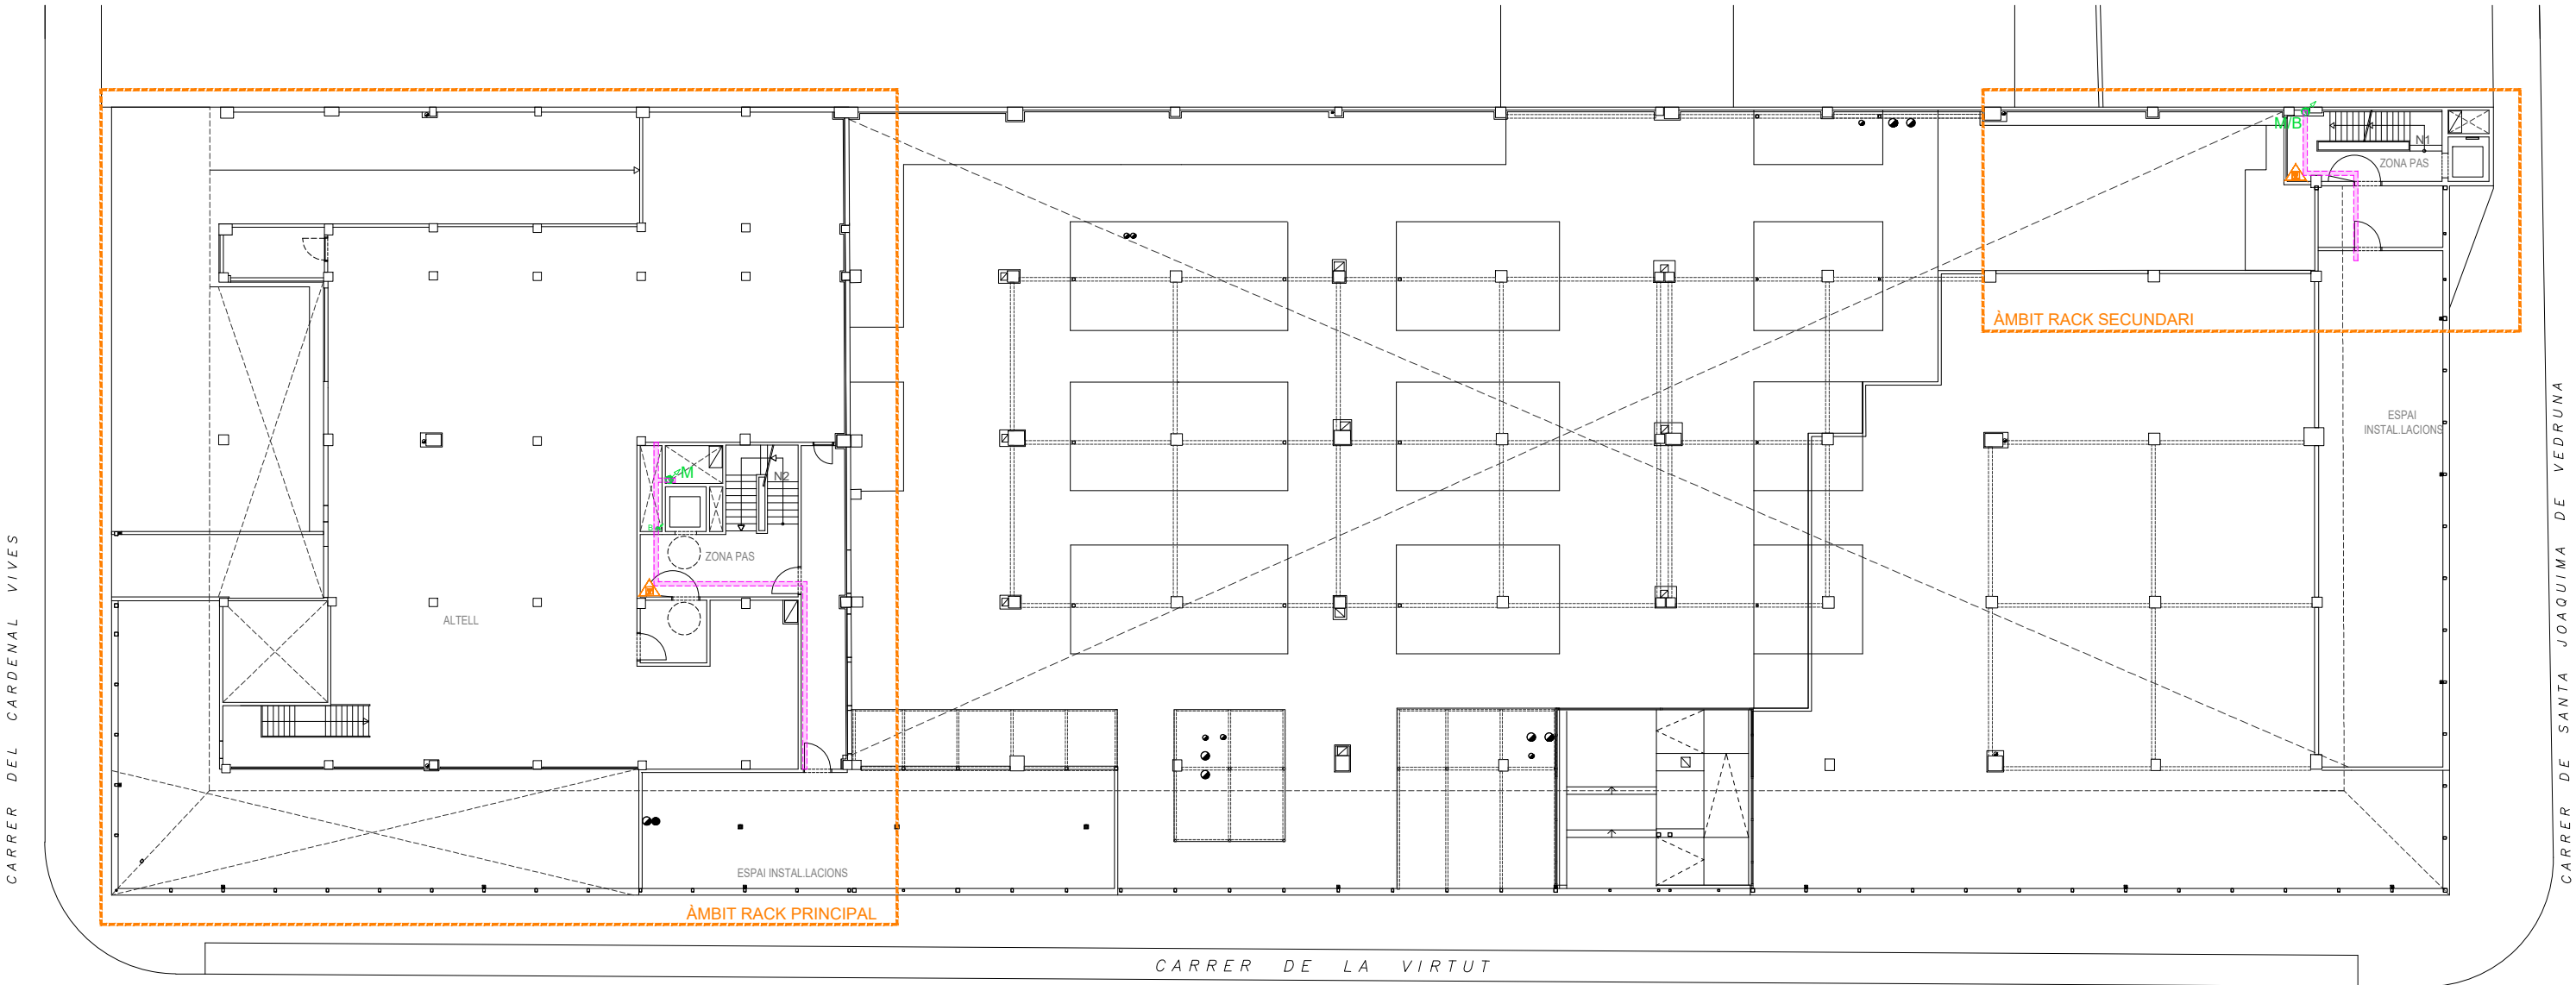 M/B
N1
ZONA PAS
ÀMBIT RACK SECUNDARI
ESPAI
INSTAL.LACIONS
M
N2
B
ZONA PAS
ALTELL
ESPAI INSTAL.LACIONS
ÀMBIT RACK PRINCIPAL
CARRER DEL CARDENAL VIVES
CARRER DE LA VIRTUT
CARRER DE SANTA JOAQUIMA DE VEDRUNA